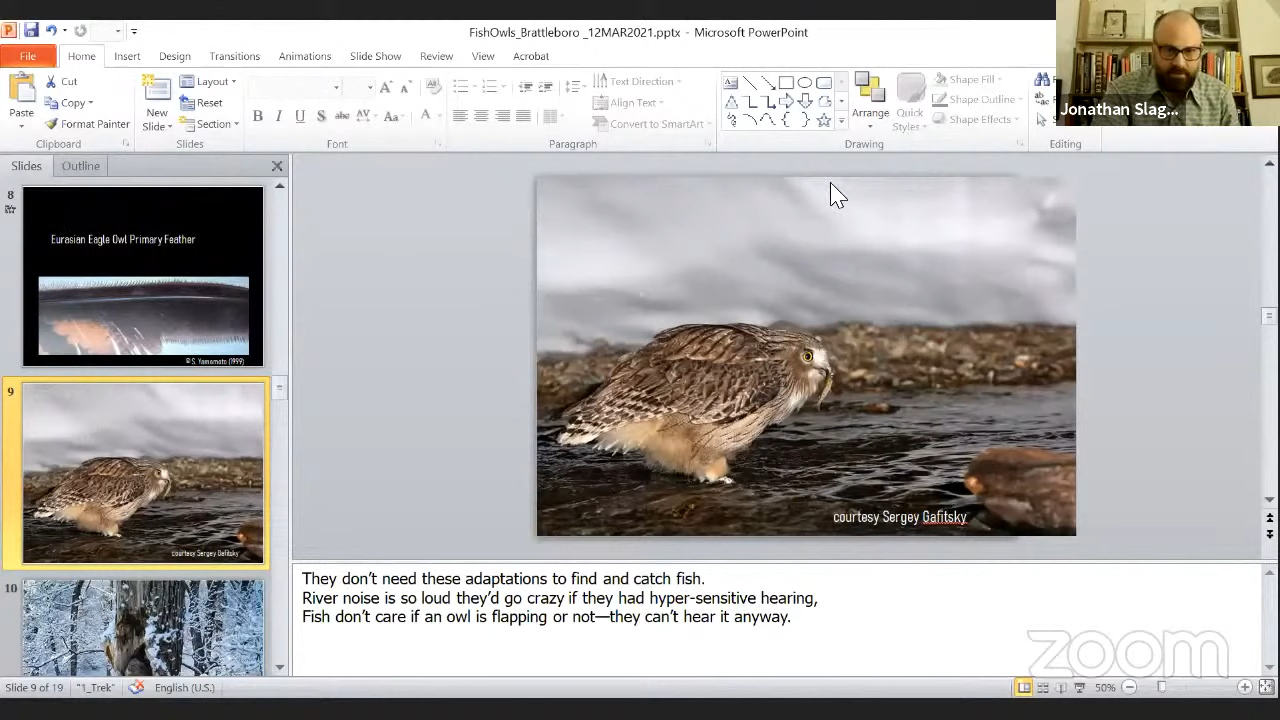 FishOwls_Brattleboro _12MAR2021.pptx - Microsoft PowerPoint
File Home Insert Design Transitions Animations Slide Show Review View Acrobat
Paste
Cut
Copy
Format Painter
Clipboard
New
Slide
Layout
Reset
Section
Slides
B I U S abc AV Aa A
Font
Text Direction
Align Text
Convert to SmartArt
Paragraph
Arrange
Quick
Styles
Shape Fill
Shape Outline
Shape Effects
Drawing
Editing
Jonathan Slag...
Slides Outline
8
Eurasian Eagle Owl Primary Feather
© S. Yamamoto (1999)
9
courtesy Sergey Gafitsky
10
courtesy Sergey Gafitsky
They don't need these adaptations to find and catch fish.
River noise is so loud they'd go crazy if they had hyper-sensitive hearing,
Fish don't care if an owl is flapping or not—they can't hear it anyway.
zoom
Slide 9 of 19 "1_Trek" English (U.S.) 50%